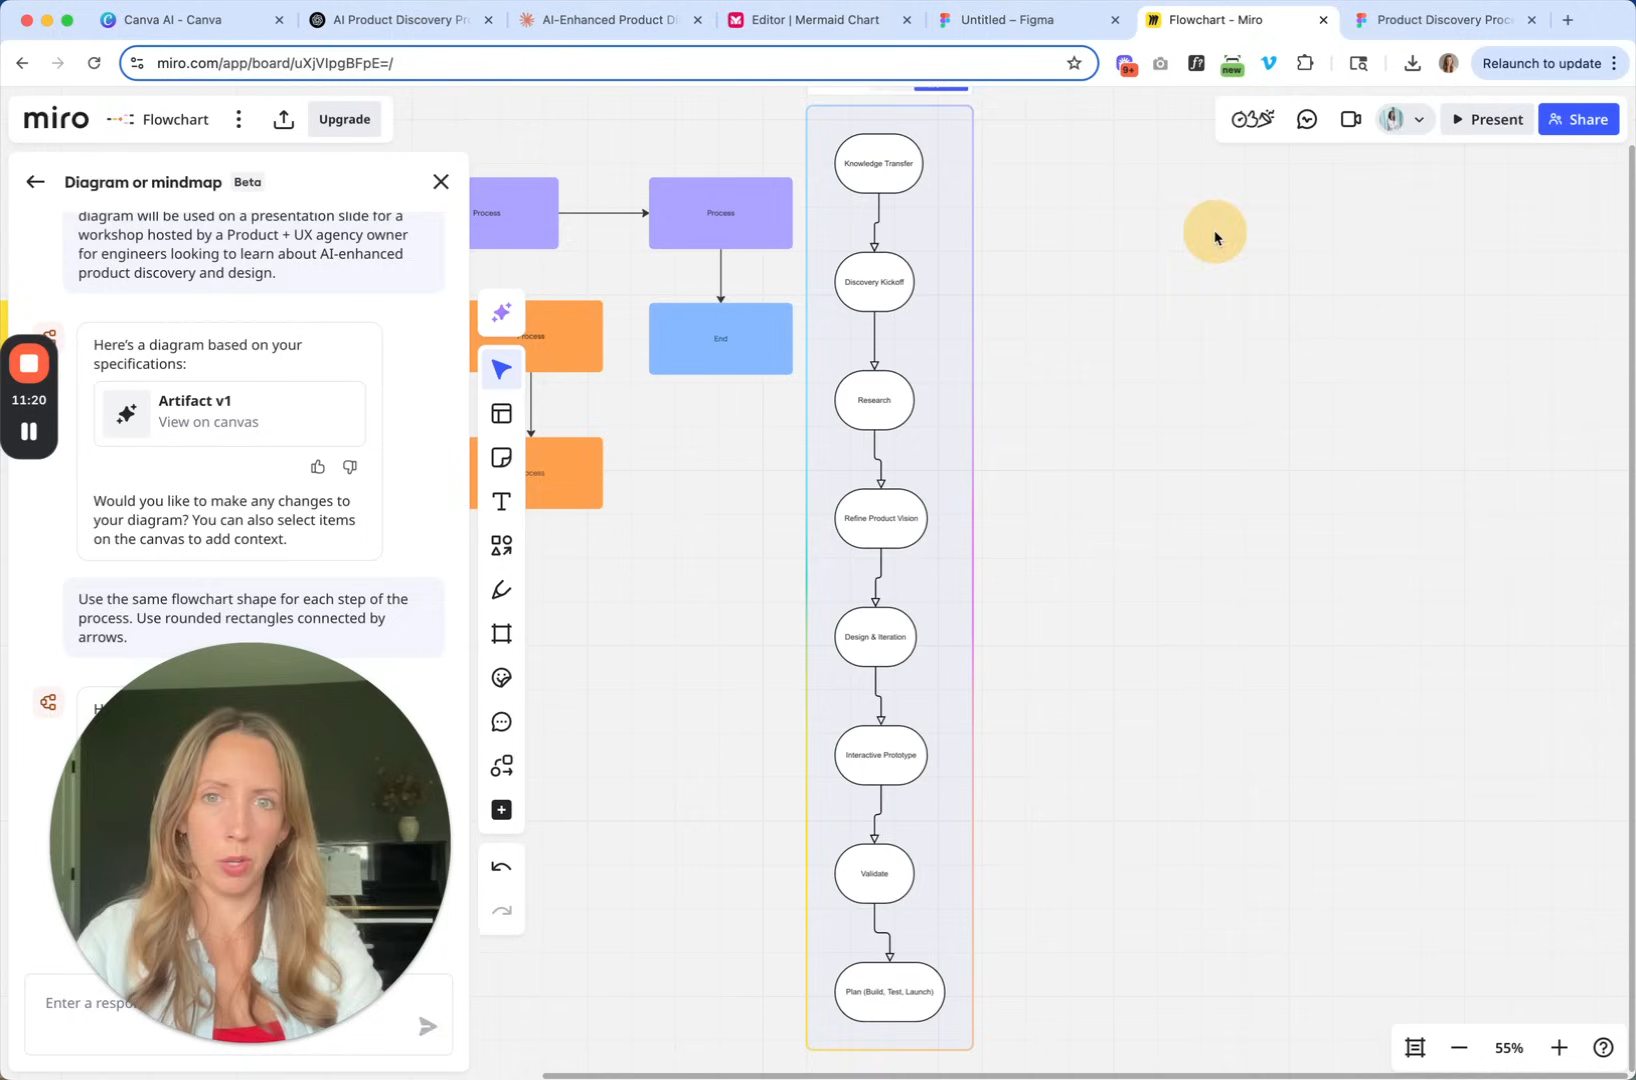 Canva AI - Canva
AI Product Discovery Pr
AI-Enhanced Product D
Editor | Mermaid Chart
Untitled – Figma
Flowchart - Miro
Product Discovery Proc
miro.com/app/board/uXjVIpgBFpE=/
9+
f?
new
Relaunch to update
miro
Flowchart
Upgrade
Present
Share
Diagram or mindmap
Beta
diagram will be used on a presentation slide for a
workshop hosted by a Product + UX agency owner
for engineers looking to learn about AI-enhanced
product discovery and design.
Here's a diagram based on your
specifications:
Artifact v1
View on canvas
Would you like to make any changes to
your diagram? You can also select items
on the canvas to add context.
Use the same flowchart shape for each step of the
process. Use rounded rectangles connected by
arrows.
H
Enter a respo
11:20
Process
Process
Process
End
ocess
Knowledge Transfer
Discovery Kickoff
Research
Refine Product Vision
Design & Iteration
Interactive Prototype
Validate
Plan (Build, Test, Launch)
55%